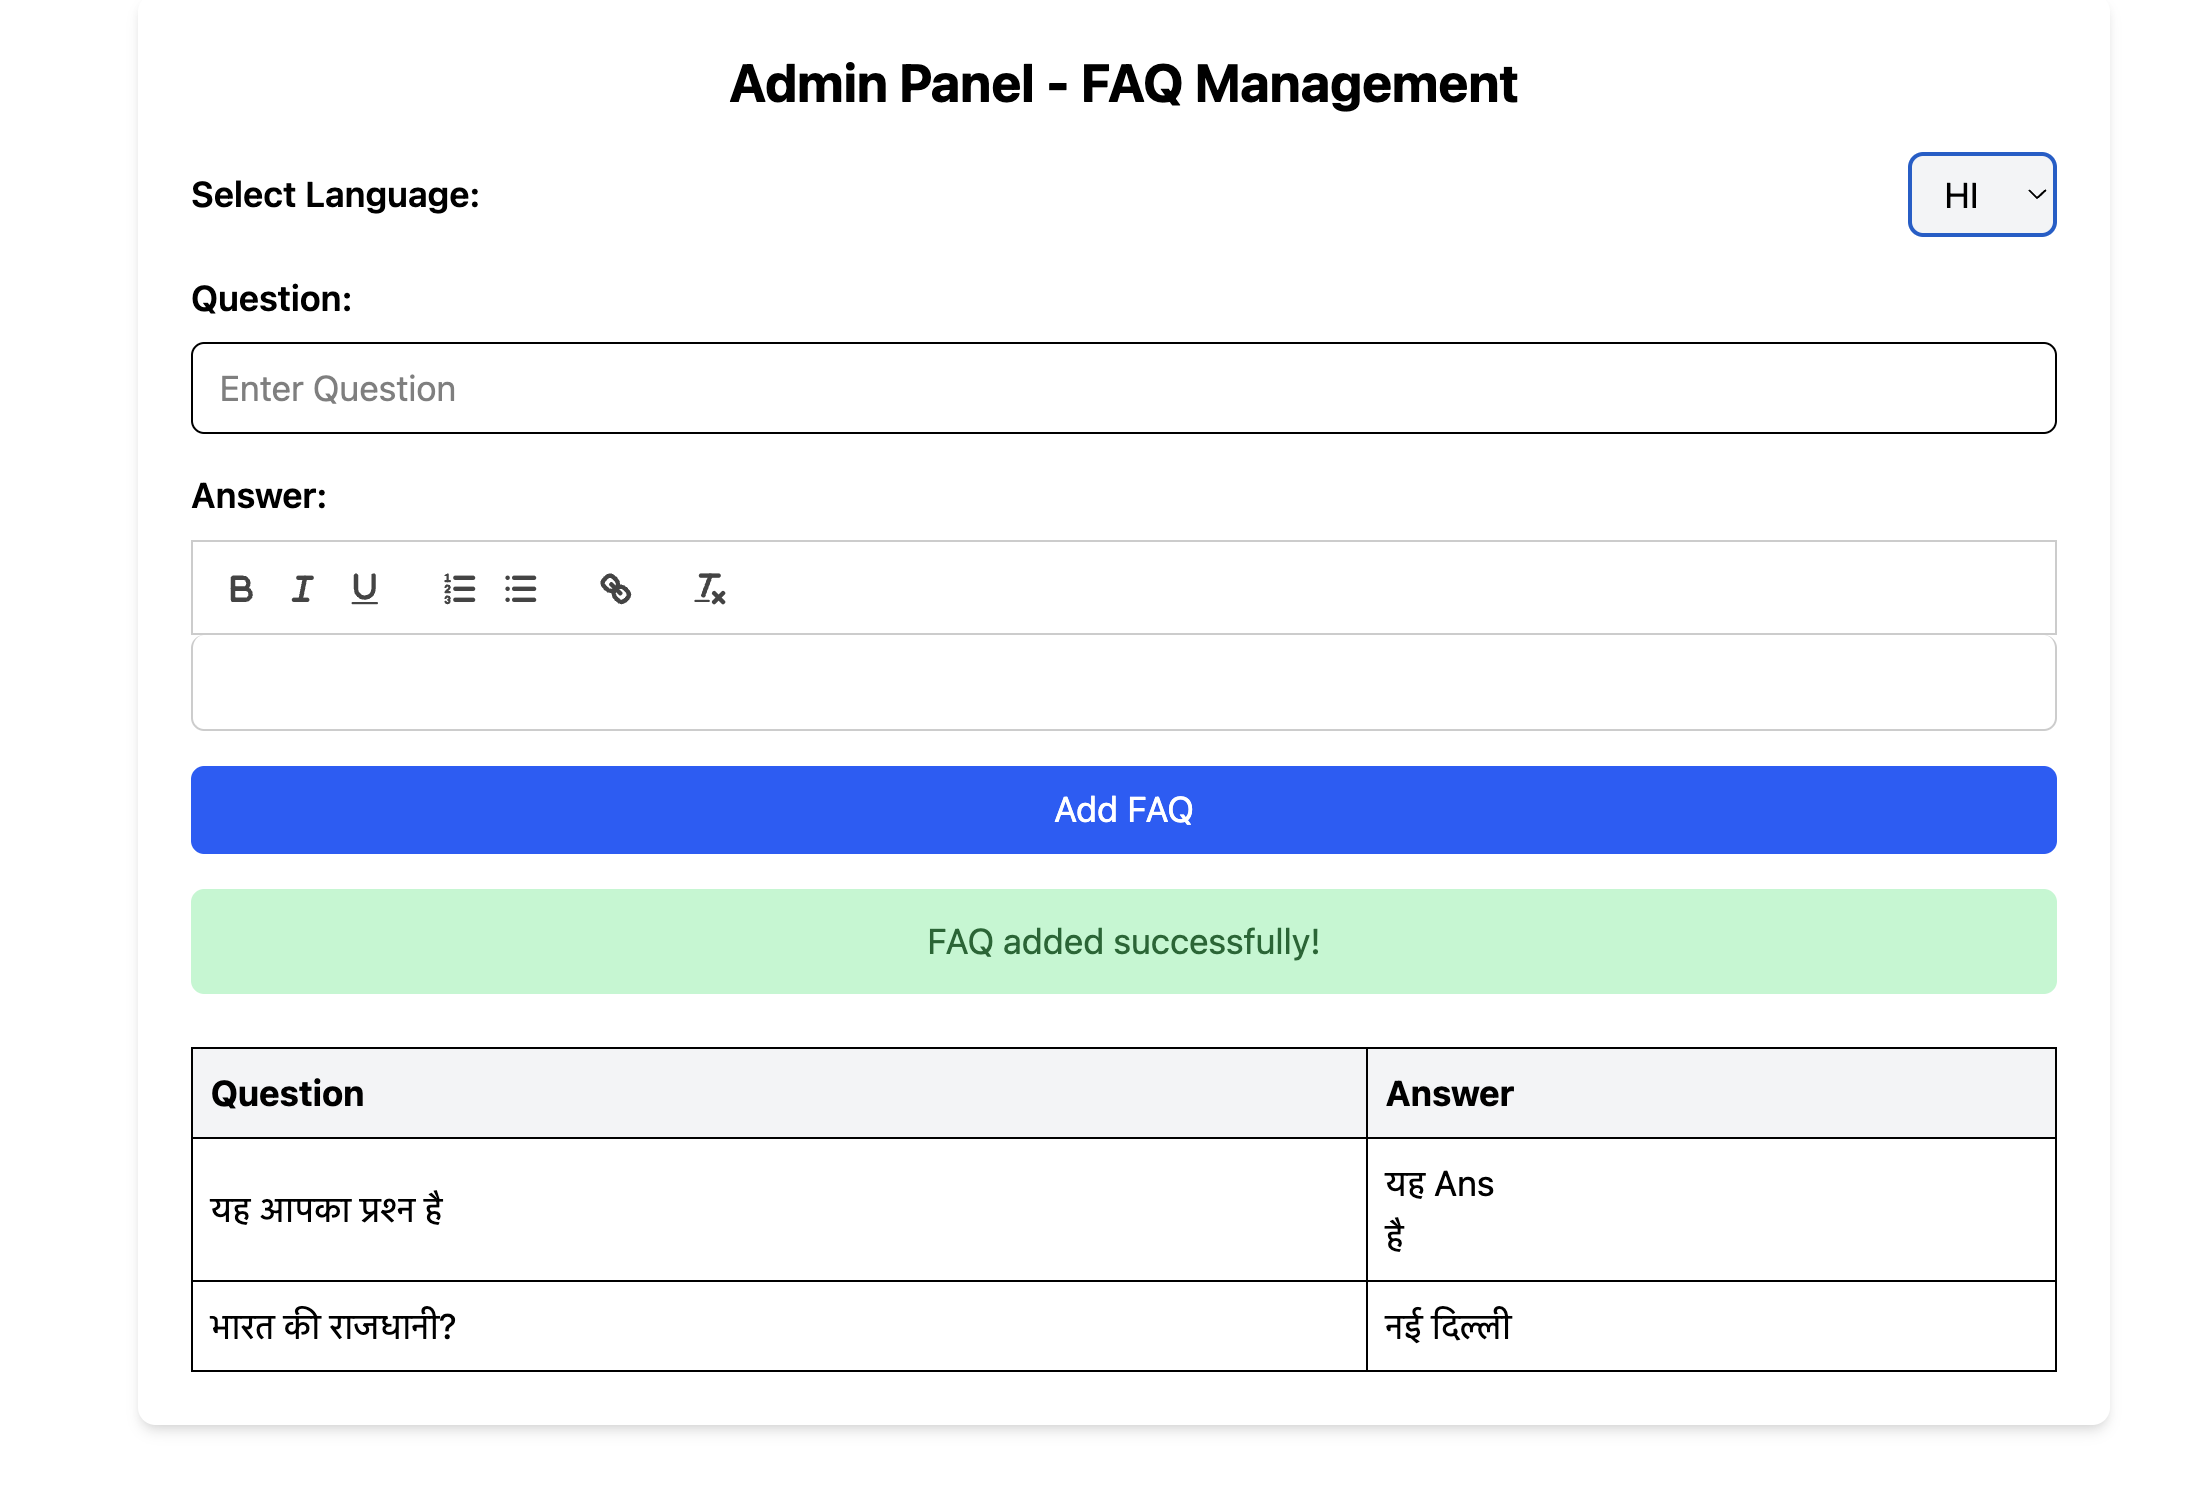 Admin Panel - FAQ Management
Select Language:
HI
Question:
Enter Question
Answer:
Add FAQ
FAQ added successfully!
Question
Answer
यह आपका प्रश्न है
यह Ans
है
भारत की राजधानी?
नई दिल्ली